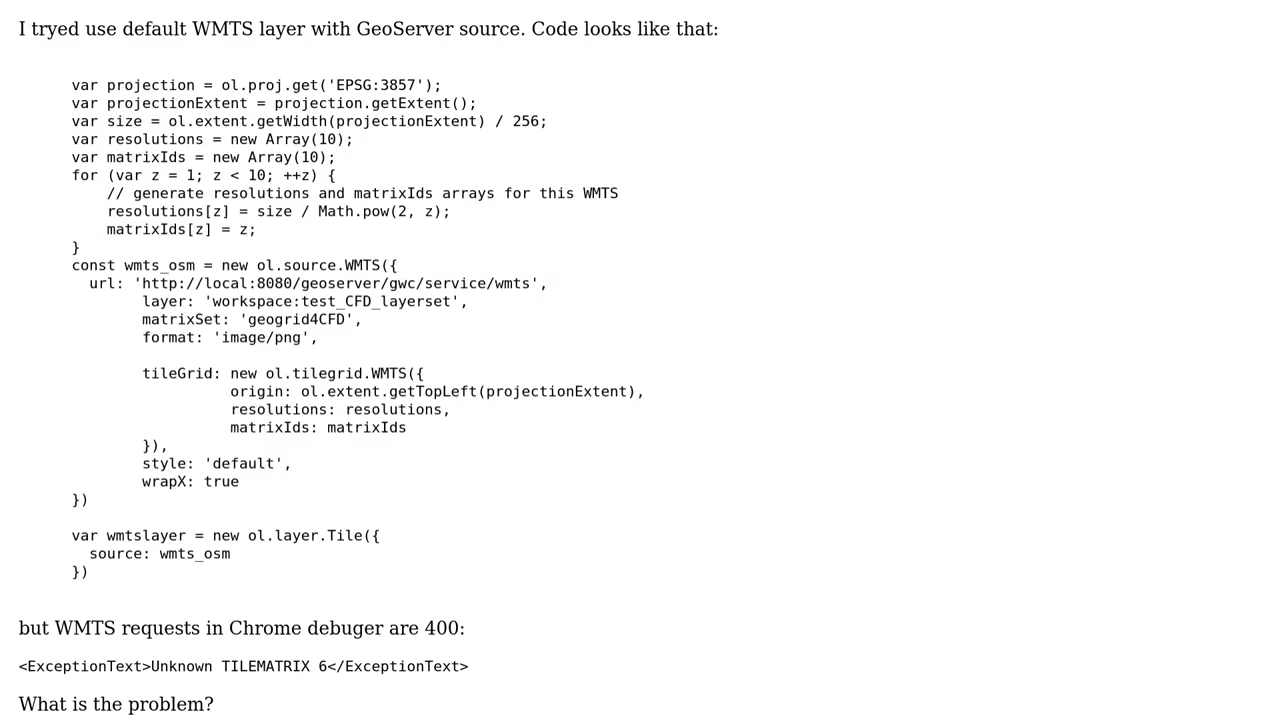 I tryed use default WMTS layer with GeoServer source. Code looks like that:
var projection = ol.proj.get('EPSG:3857');
var projectionExtent = projection.getExtent();
var size = ol.extent.getWidth(projectionExtent) / 256;
var resolutions = new Array(10);
var matrixIds = new Array(10);
for (var z = 1; z < 10; ++z) {
    // generate resolutions and matrixIds arrays for this WMTS
    resolutions[z] = size / Math.pow(2, z);
    matrixIds[z] = z;
}
const wmts_osm = new ol.source.WMTS({
  url: 'http://local:8080/geoserver/gwc/service/wmts',
        layer: 'workspace:test_CFD_layerset',
        matrixSet: 'geogrid4CFD',
        format: 'image/png',
        tileGrid: new ol.tilegrid.WMTS({
                  origin: ol.extent.getTopLeft(projectionExtent),
                  resolutions: resolutions,
                  matrixIds: matrixIds
        }),
        style: 'default',
        wrapX: true
})
var wmtslayer = new ol.layer.Tile({
  source: wmts_osm
})
but WMTS requests in Chrome debuger are 400:
<ExceptionText>Unknown TILEMATRIX 6</ExceptionText>
What is the problem?